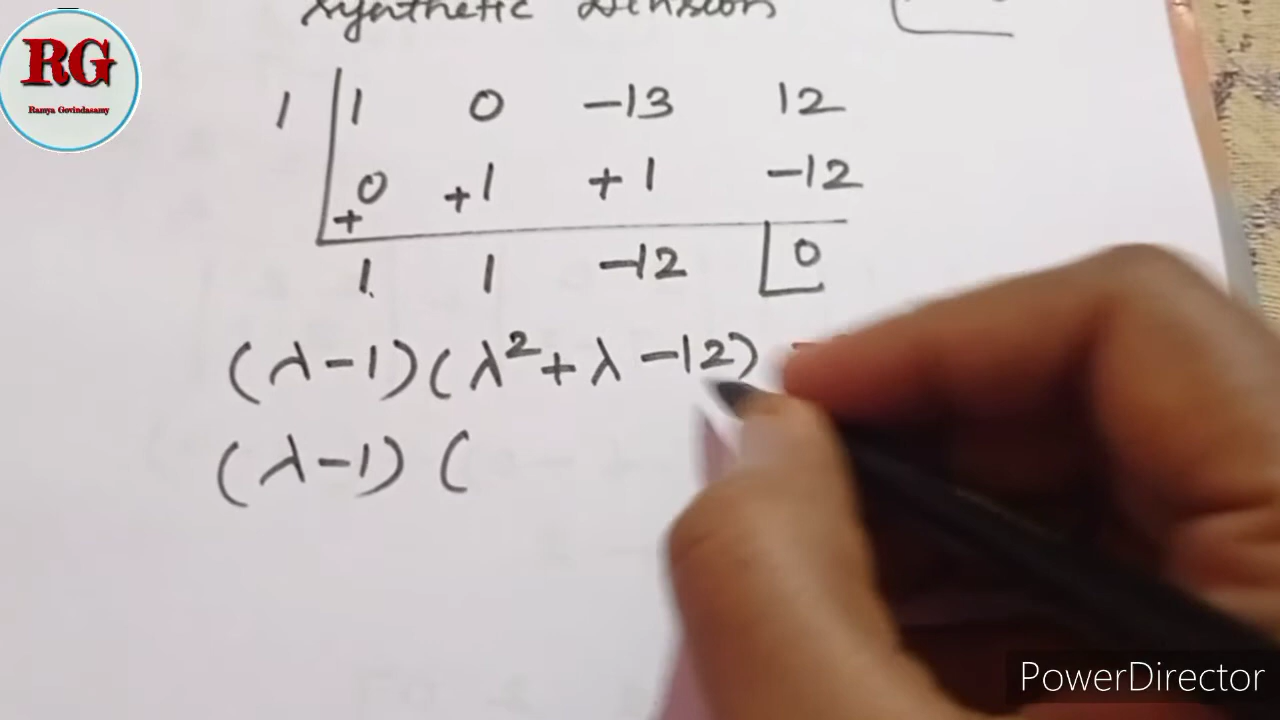 Synthetic Division
RG
Ramya Govindasamy
1 | 1 0 -13 12
0 +1 +1 -12
+
1 1 -12 0
(λ-1)(λ²+λ-12)
(λ-1) (
PowerDirector